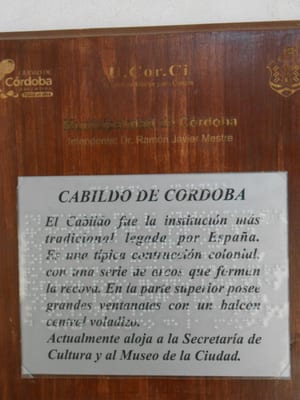 CIUDAD DE
Córdoba
U.Cor.Ci
Municipalidad de Córdoba
Intendente: Dr. Ramón Javier Mestre
CABILDO DE CORDOBA
El Cabildo fue la institución más
tradicional legada por España.
Es una típica construcción colonial,
con una serie de arcos que forman
la recova. En la parte superior posee
grandes ventanales con un balcon
central voladizo.
Actualmente aloja a la Secretaría de
Cultura y al Museo de la Ciudad.